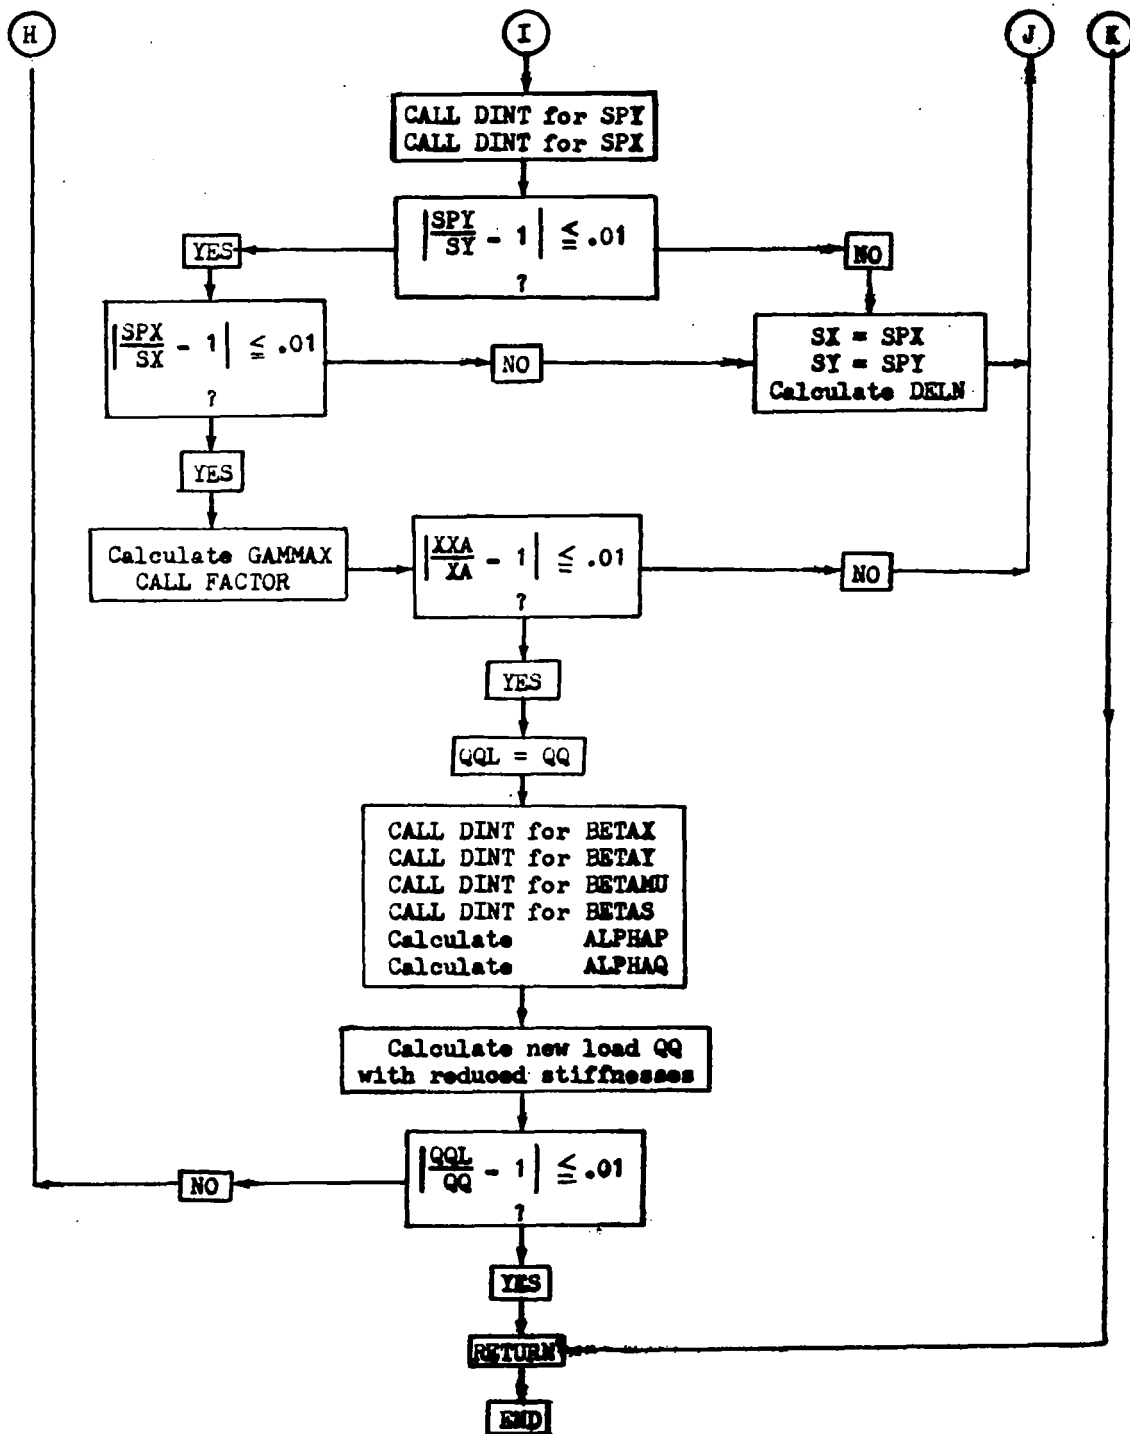 H
I
J
K
CALL DINT for SPY
CALL DINT for SPX
|SPY/SY - 1| ≦ .01
?
YES
NO
|SPX/SX - 1| ≦ .01
?
NO
SX = SPX
SY = SPY
Calculate DELN
YES
Calculate GAMMAX
CALL FACTOR
|XXA/XA - 1| ≦ .01
?
NO
YES
QQL = QQ
CALL DINT for BETAX
CALL DINT for BETAY
CALL DINT for BETAMU
CALL DINT for BETAS
Calculate ALPHAP
Calculate ALPHAQ
Calculate new load QQ
with reduced stiffnesses
|QQL/QQ - 1| ≦ .01
?
NO
YES
RETURN
END